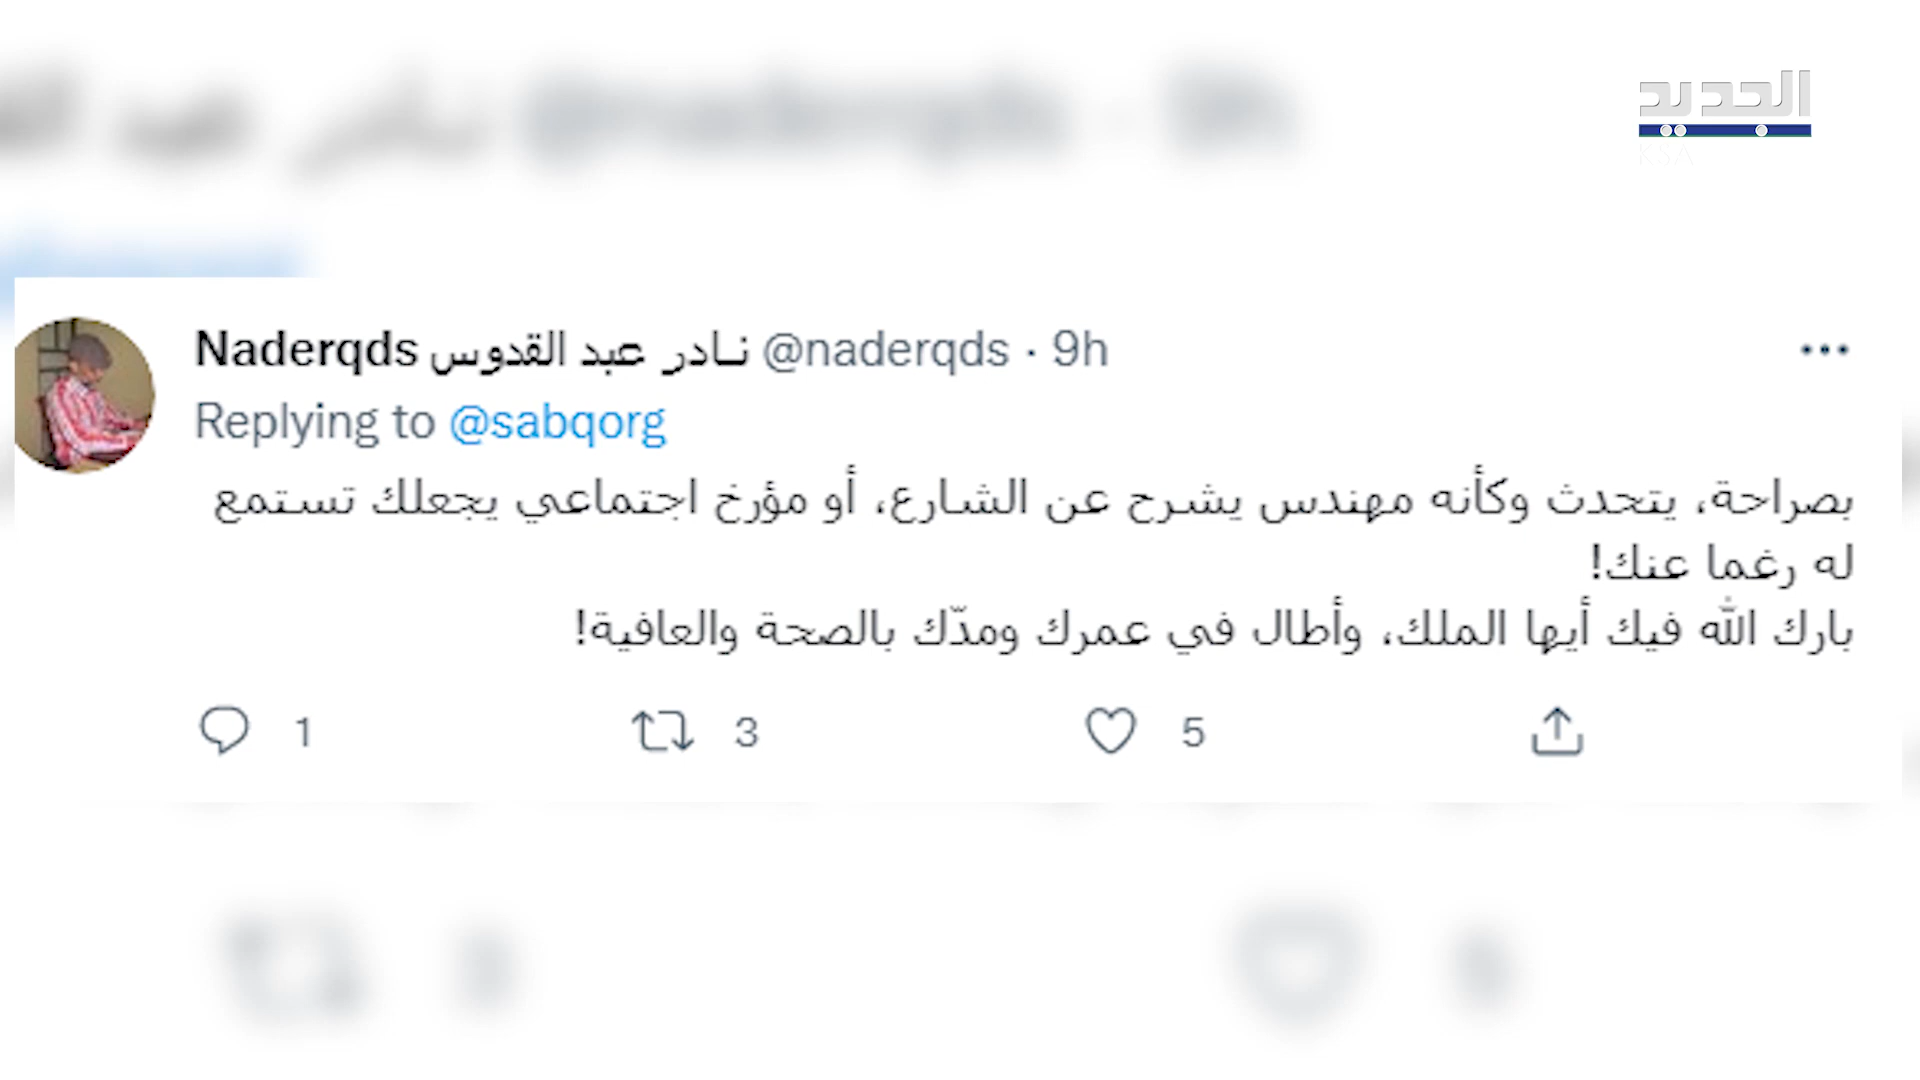 الجديد
KSA
Naderqds نـادر عبد القدوس @naderqds · 9h
Replying to @sabqorg
بصراحة، يتحدث وكأنه مهندس يشرح عن الشارع، أو مؤرخ اجتماعي يجعلك تستمع
له رغما عنك!
بارك الله فيك أيها الملك، وأطال في عمرك ومدّك بالصحة والعافية!
1 3 5